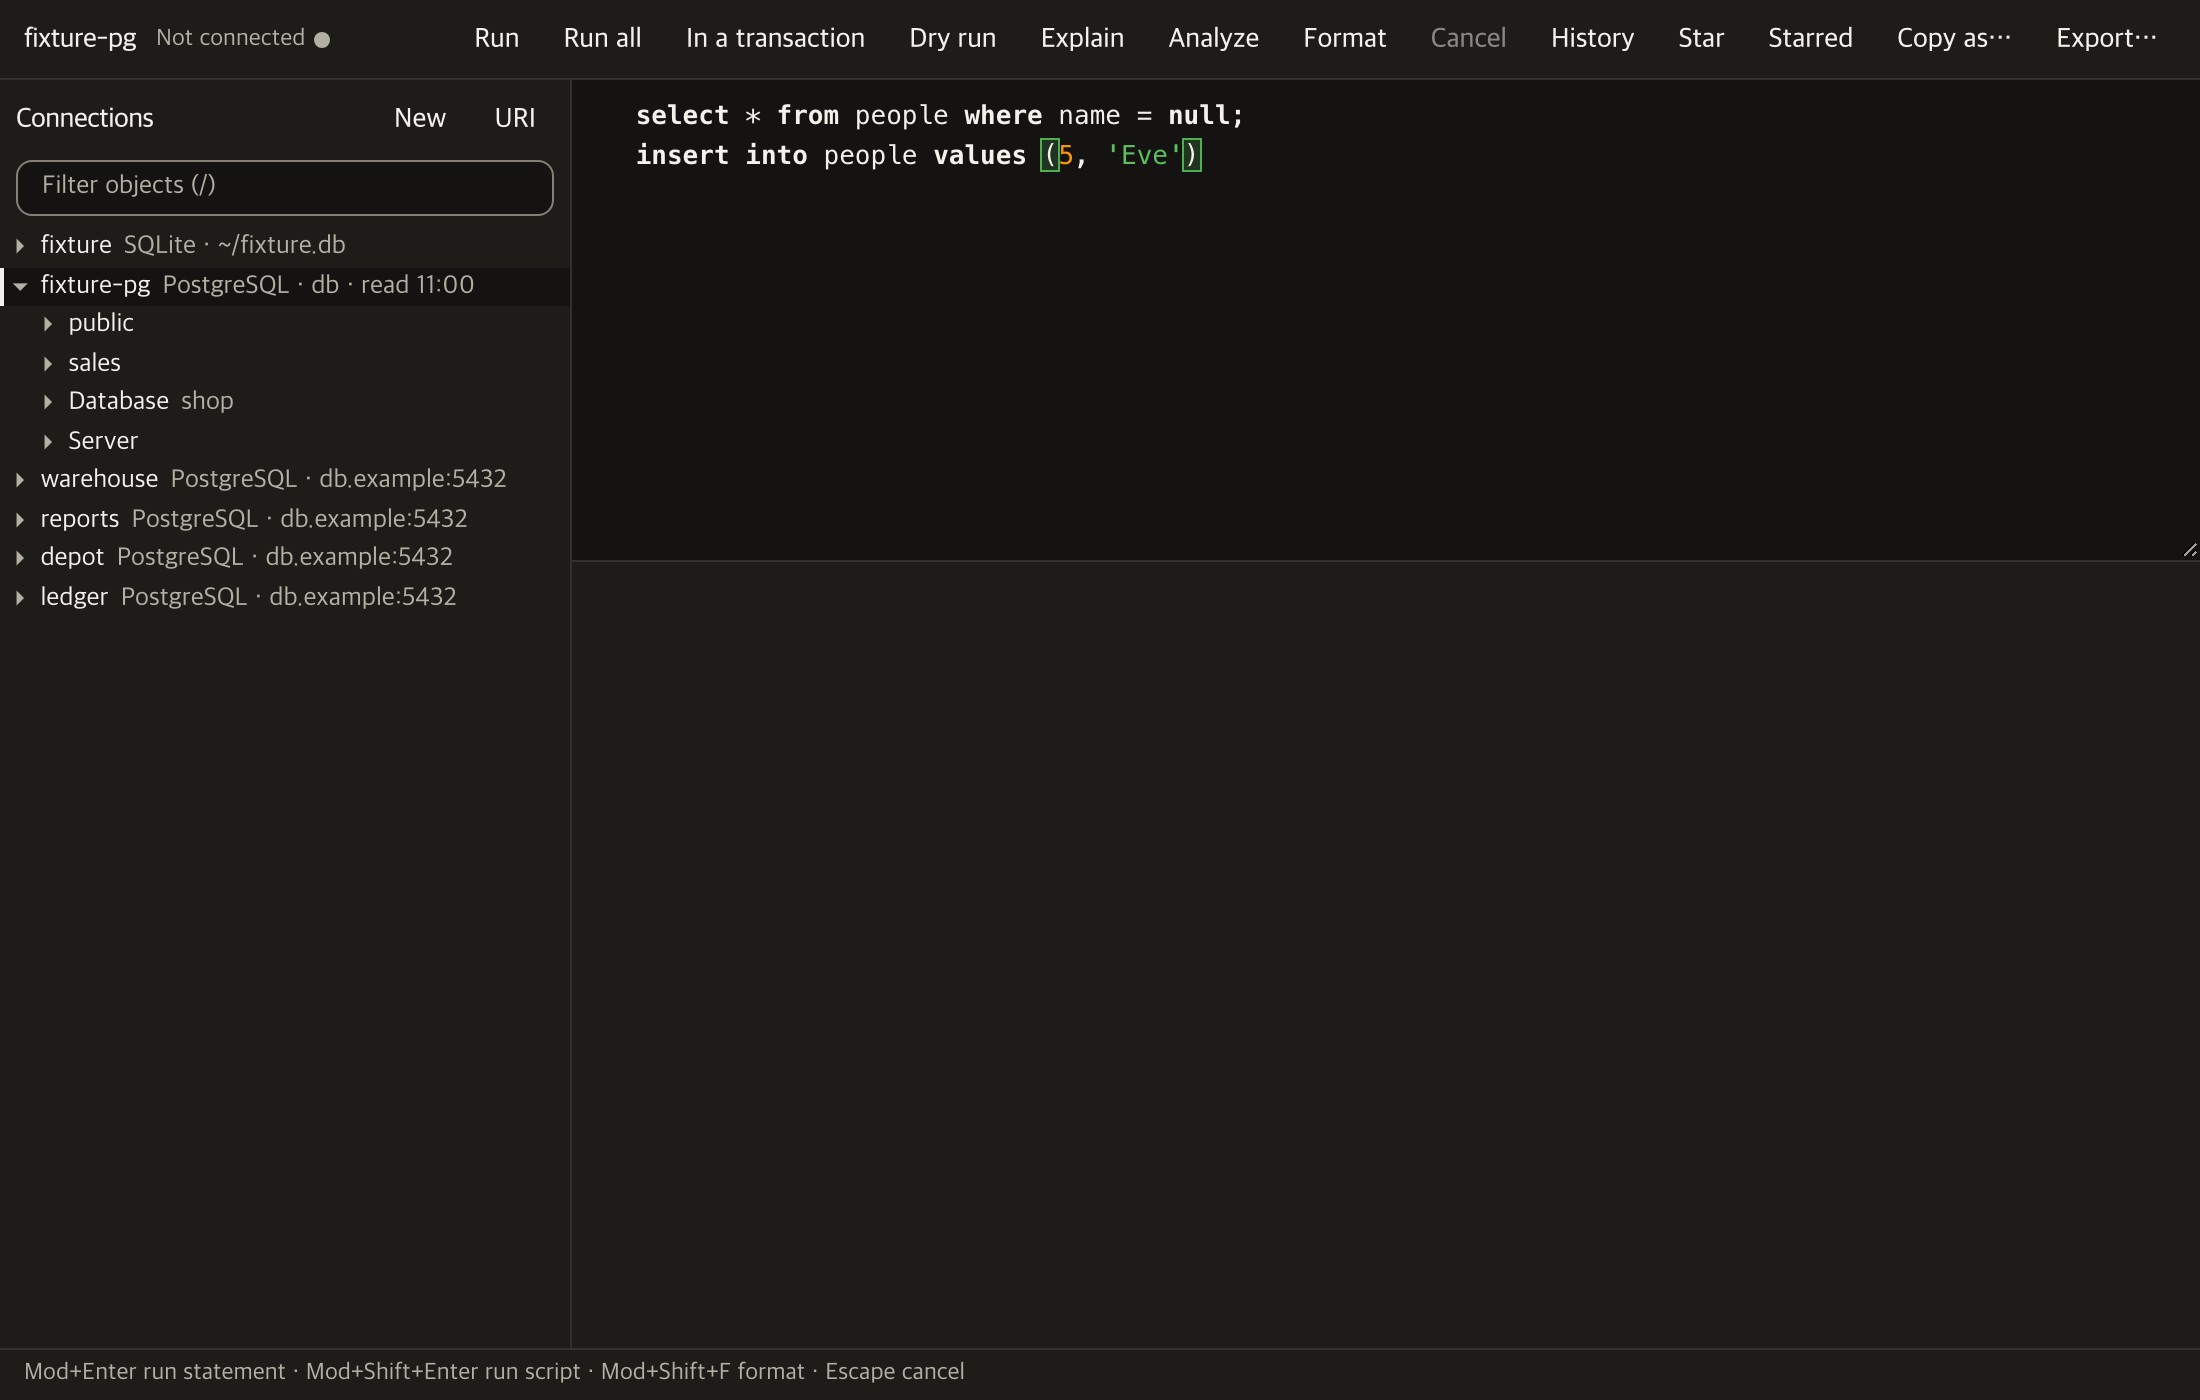 fixture-pg Not connected Run Run all In a transaction Dry run Explain Analyze Format Cancel History Star Starred Copy as… Export…
Connections New URI
Filter objects (/)
fixture SQLite · ~/fixture.db
fixture-pg PostgreSQL · db · read 11:00
public
sales
Database shop
Server
warehouse PostgreSQL · db.example:5432
reports PostgreSQL · db.example:5432
depot PostgreSQL · db.example:5432
ledger PostgreSQL · db.example:5432
select * from people where name = null;
insert into people values (5, 'Eve')
Mod+Enter run statement · Mod+Shift+Enter run script · Mod+Shift+F format · Escape cancel